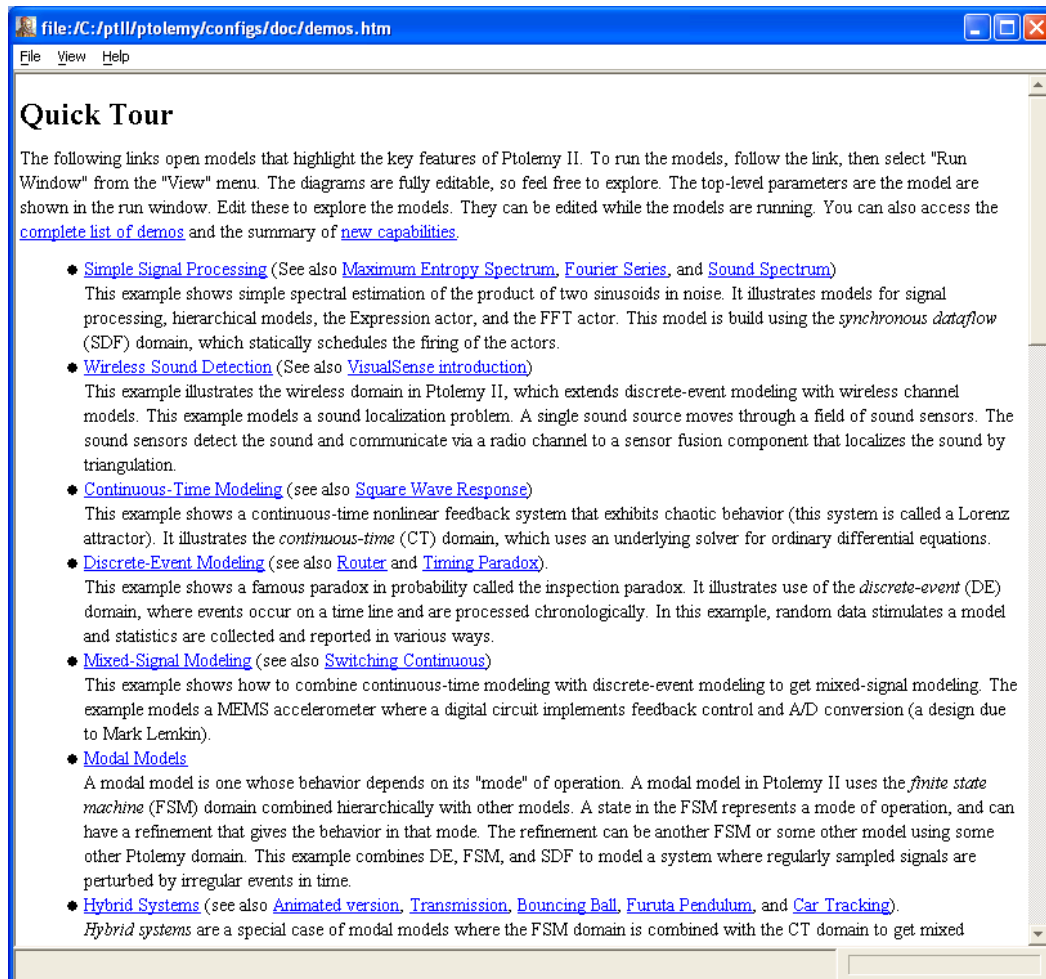 file:/C:/ptII/ptolemy/configs/doc/demos.htm
File View Help
Quick Tour
The following links open models that highlight the key features of Ptolemy II. To run the models, follow the link, then select "Run
Window" from the "View" menu. The diagrams are fully editable, so feel free to explore. The top-level parameters are the model are
shown in the run window. Edit these to explore the models. They can be edited while the models are running. You can also access the
complete list of demos and the summary of new capabilities.
● Simple Signal Processing (See also Maximum Entropy Spectrum, Fourier Series, and Sound Spectrum)
This example shows simple spectral estimation of the product of two sinusoids in noise. It illustrates models for signal
processing, hierarchical models, the Expression actor, and the FFT actor. This model is build using the synchronous dataflow
(SDF) domain, which statically schedules the firing of the actors.
● Wireless Sound Detection (See also VisualSense introduction)
This example illustrates the wireless domain in Ptolemy II, which extends discrete-event modeling with wireless channel
models. This example models a sound localization problem. A single sound source moves through a field of sound sensors. The
sound sensors detect the sound and communicate via a radio channel to a sensor fusion component that localizes the sound by
triangulation.
● Continuous-Time Modeling (see also Square Wave Response)
This example shows a continuous-time nonlinear feedback system that exhibits chaotic behavior (this system is called a Lorenz
attractor). It illustrates the continuous-time (CT) domain, which uses an underlying solver for ordinary differential equations.
● Discrete-Event Modeling (see also Router and Timing Paradox).
This example shows a famous paradox in probability called the inspection paradox. It illustrates use of the discrete-event (DE)
domain, where events occur on a time line and are processed chronologically. In this example, random data stimulates a model
and statistics are collected and reported in various ways.
● Mixed-Signal Modeling (see also Switching Continuous)
This example shows how to combine continuous-time modeling with discrete-event modeling to get mixed-signal modeling. The
example models a MEMS accelerometer where a digital circuit implements feedback control and A/D conversion (a design due
to Mark Lemkin).
● Modal Models
A modal model is one whose behavior depends on its "mode" of operation. A modal model in Ptolemy II uses the finite state
machine (FSM) domain combined hierarchically with other models. A state in the FSM represents a mode of operation, and can
have a refinement that gives the behavior in that mode. The refinement can be another FSM or some other model using some
other Ptolemy domain. This example combines DE, FSM, and SDF to model a system where regularly sampled signals are
perturbed by irregular events in time.
● Hybrid Systems (see also Animated version, Transmission, Bouncing Ball, Furuta Pendulum, and Car Tracking).
Hybrid systems are a special case of modal models where the FSM domain is combined with the CT domain to get mixed